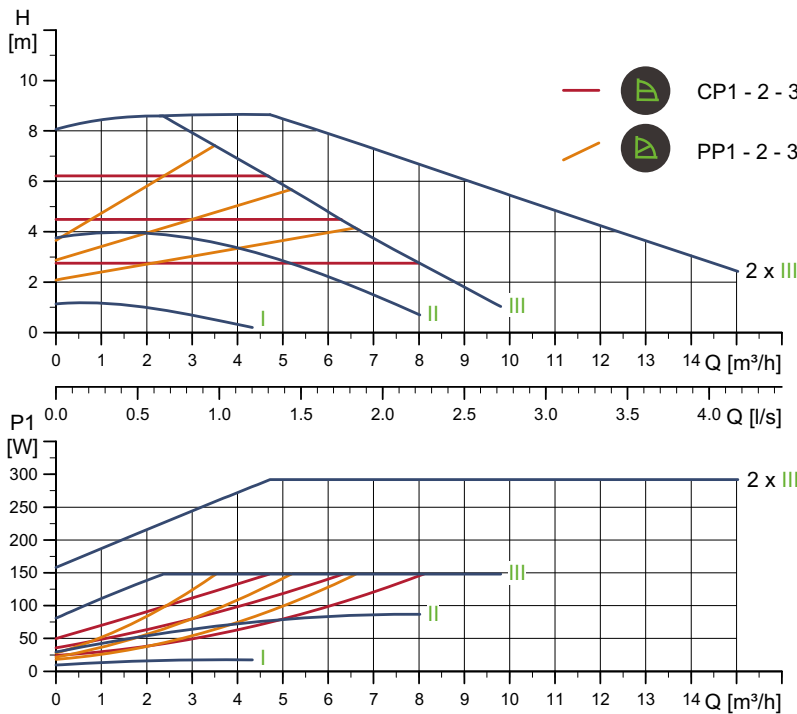 H
[m]
10
8
6
4
2
0
CP1 - 2 - 3
PP1 - 2 - 3
2 x III
I
II
III
0 1 2 3 4 5 6 7 8 9 10 11 12 13 14 Q [m³/h]
0.0 0.5 1.0 1.5 2.0 2.5 3.0 3.5 4.0 Q [l/s]
P1
[W]
300
250
200
150
100
50
0
2 x III
III
II
I
0 1 2 3 4 5 6 7 8 9 10 11 12 13 14 Q [m³/h]